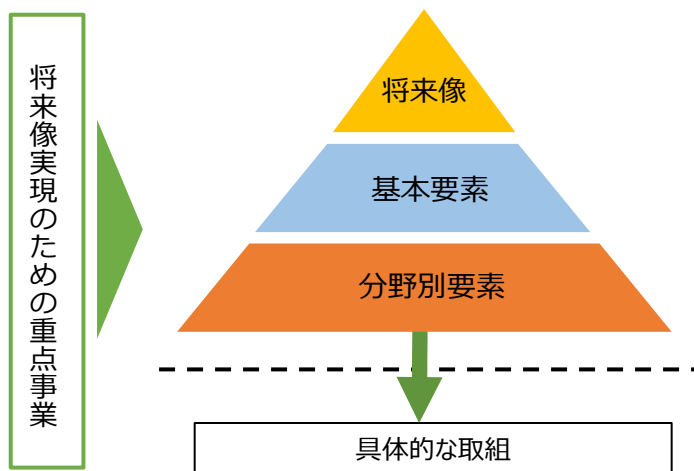 将来像実現のための重点事業
将来像
基本要素
分野別要素
具体的な取組